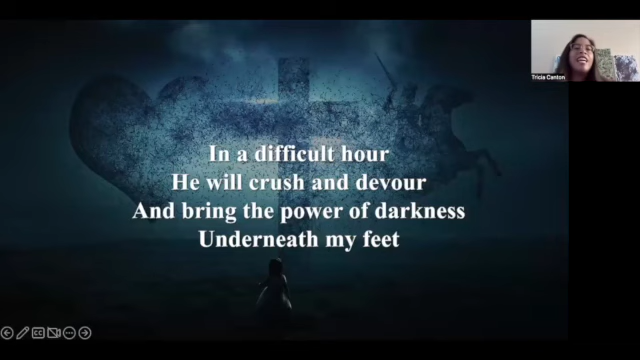 In a difficult hour
He will crush and devour
And bring the power of darkness
Underneath my feet
Tricia Canton
CC